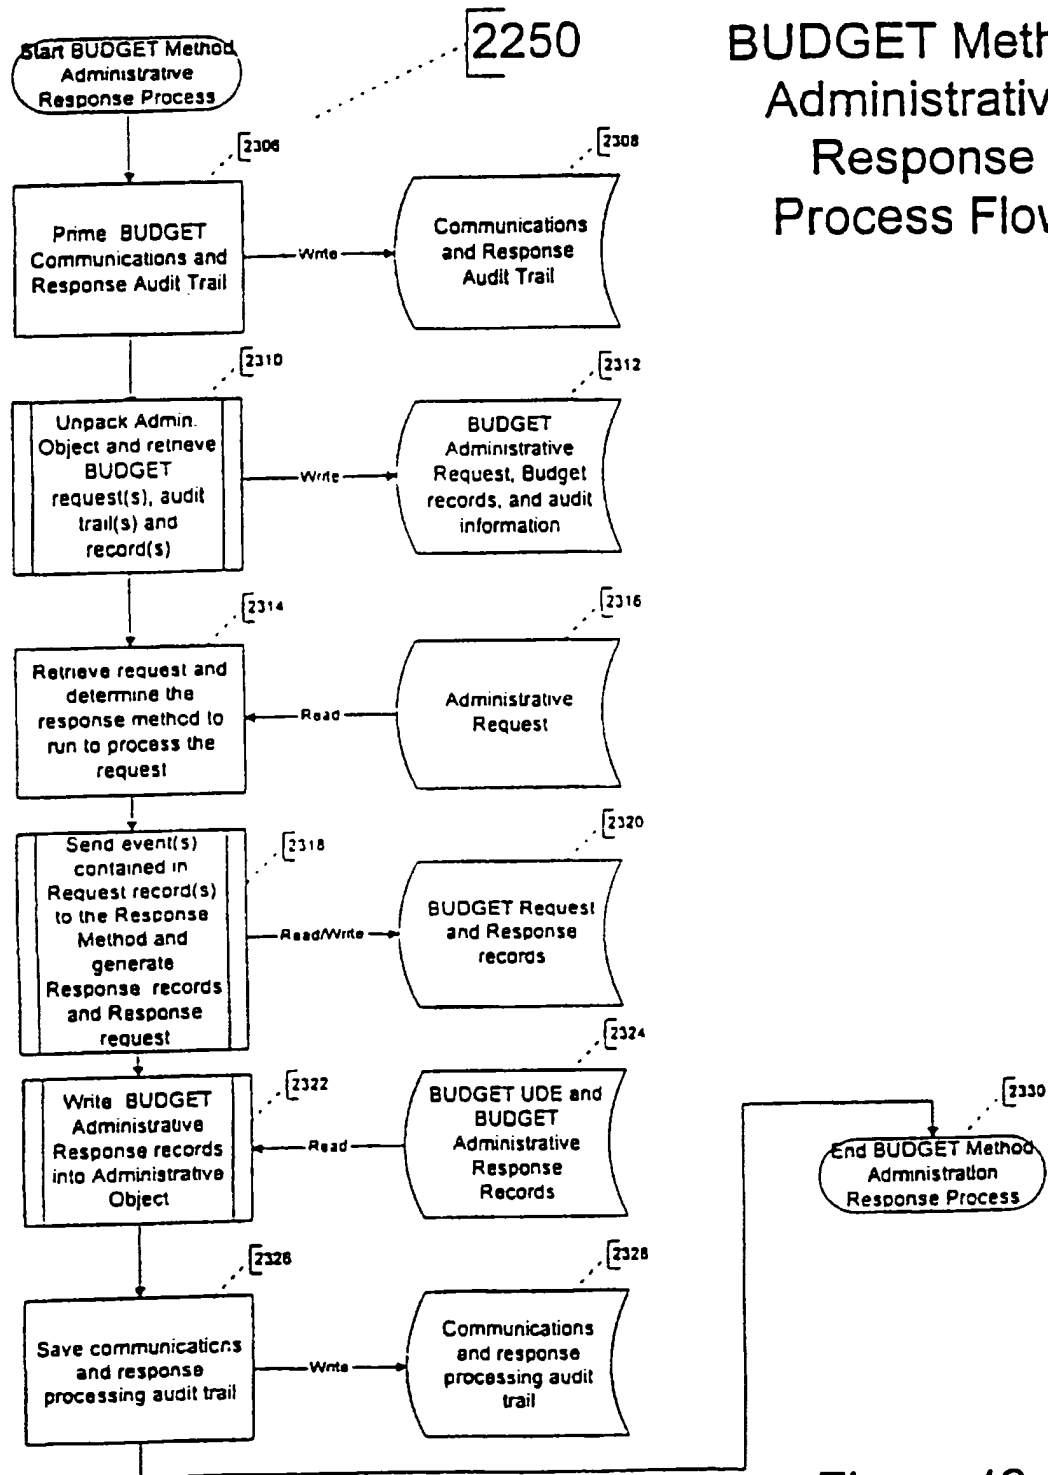 2250
BUDGET Meth
Administrativ
Response
Process Flow
Start BUDGET Method
Administrative
Response Process
2306
Prime BUDGET
Communications and
Response Audit Trail
Write
2308
Communications
and Response
Audit Trail
2310
Unpack Admin.
Object and retrieve
BUDGET
request(s), audit
trail(s) and
record(s)
Write
2312
BUDGET
Administrative
Request, Budget
records, and audit
information
2314
Retrieve request and
determine the
response method to
run to process the
request
Read
2316
Administrative
Request
2318
Send event(s)
contained in
Request record(s)
to the Response
Method and
generate
Response records
and Response
request
Read/Write
2320
BUDGET Request
and Response
records
2322
Write BUDGET
Administrative
Response records
into Administrative
Object
Read
2324
BUDGET UDE and
BUDGET
Administrative
Response
Records
2326
Save communications
and response
processing audit trail
Write
2328
Communications
and response
processing audit
trail
2330
End BUDGET Method
Administration
Response Process